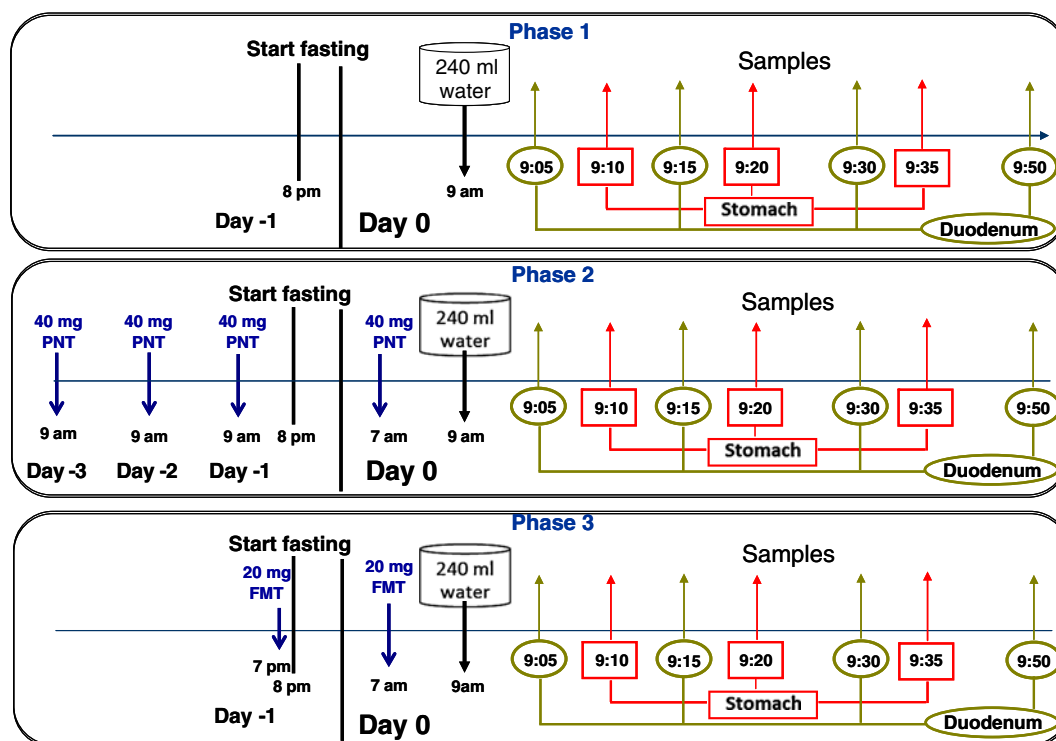 Phase 1
Start fasting
240 ml
water
Samples
9:05
9:10
9:15
9:20
9:30
9:35
9:50
8 pm
9 am
Stomach
Day -1
Day 0
Duodenum
Phase 2
Start fasting
40 mg
PNT
40 mg
PNT
40 mg
PNT
40 mg
PNT
240 ml
water
Samples
9:05
9:10
9:15
9:20
9:30
9:35
9:50
9 am
9 am
9 am
8 pm
7 am
9 am
Stomach
Day -3
Day -2
Day -1
Day 0
Duodenum
Phase 3
Start fasting
20 mg
FMT
20 mg
FMT
240 ml
water
Samples
9:05
9:10
9:15
9:20
9:30
9:35
9:50
7 pm
8 pm
7 am
9am
Stomach
Day -1
Day 0
Duodenum